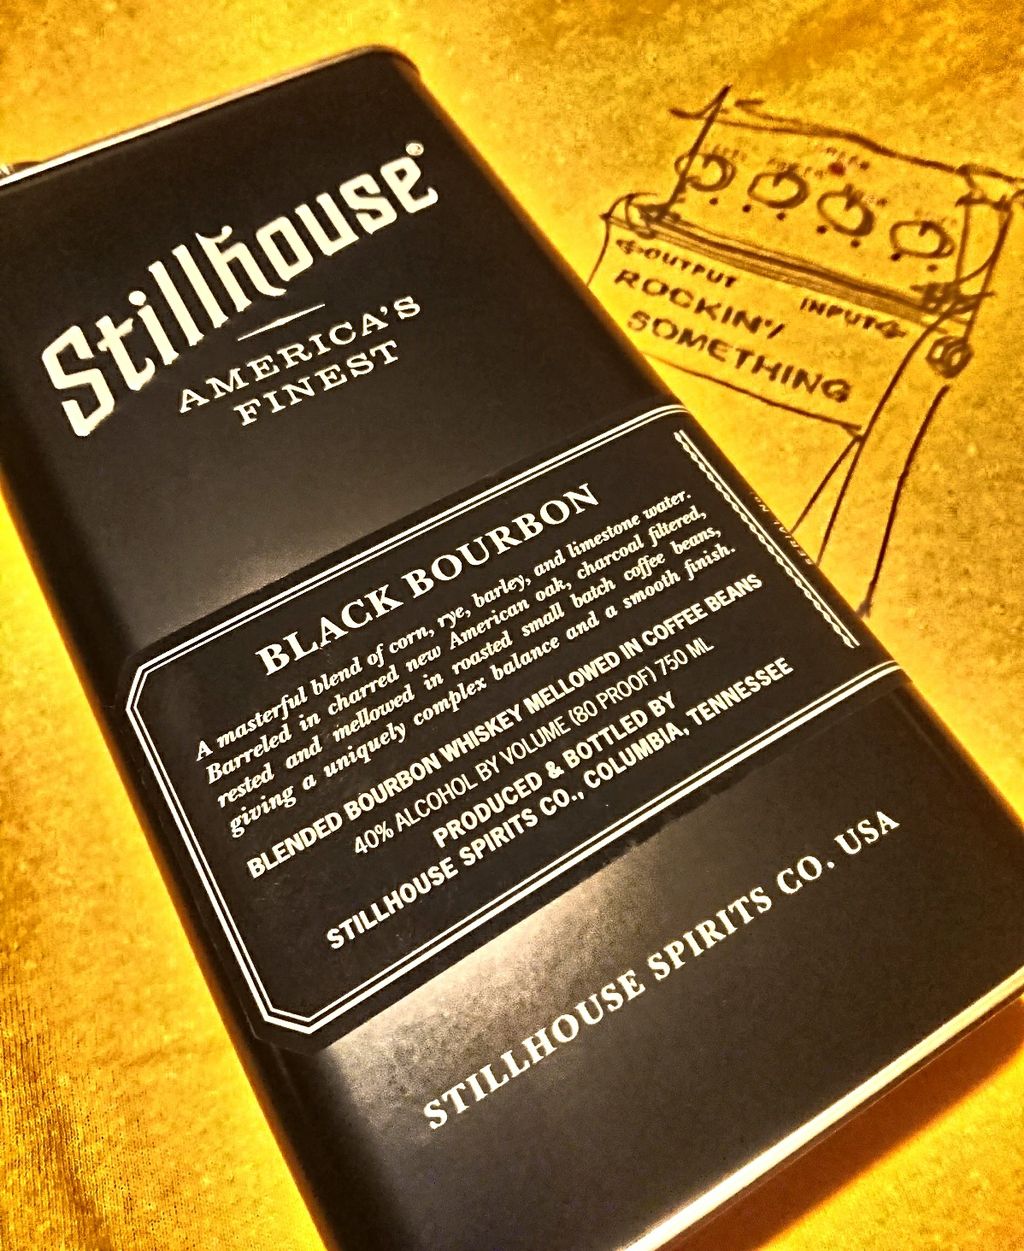 Stillhouse®
AMERICA'S
FINEST
BLACK BOURBON
A masterful blend of corn, rye, barley, and limestone water.
Barreled in charred new American oak, charcoal filtered,
rested and mellowed in roasted small batch coffee beans,
giving a uniquely complex balance and a smooth finish.
BLENDED BOURBON WHISKEY MELLOWED IN COFFEE BEANS
40% ALCOHOL BY VOLUME (80 PROOF) 750 ML
PRODUCED & BOTTLED BY
STILLHOUSE SPIRITS CO., COLUMBIA, TENNESSEE
STILLHOUSE SPIRITS CO. USA
OUTPUT
INPUT
ROCKIN'/
SOMETHING